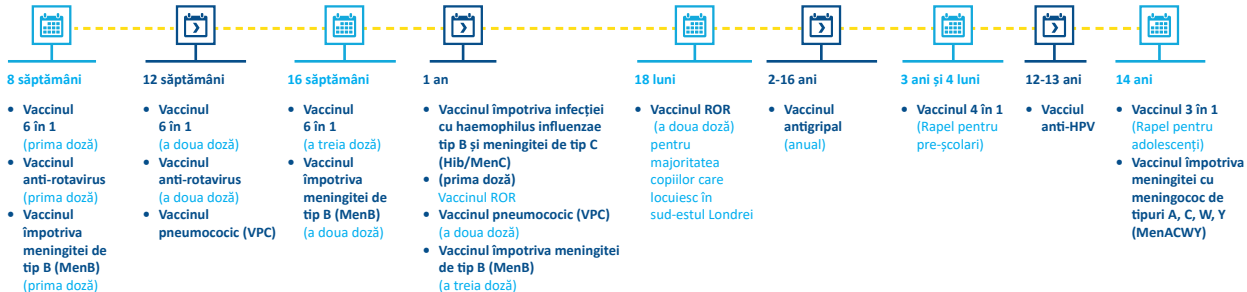 8 săptămâni
• Vaccinul
6 în 1
(prima doză)
• Vaccinul
anti-rotavirus
(prima doză)
• Vaccinul
împotriva
meningitei de
tip B (MenB)
(prima doză)
12 săptămâni
• Vaccinul
6 în 1
(a doua doză)
• Vaccinul
anti-rotavirus
(a doua doză)
• Vaccinul
pneumococic (VPC)
16 săptămâni
• Vaccinul
6 în 1
(a treia doză)
• Vaccinul
împotriva
meningitei de
tip B (MenB)
(a doua doză)
1 an
• Vaccinul împotriva infecției
cu haemophilus influenzae
tip B și meningitei de tip C
(Hib/MenC)
• (prima doză)
Vaccinul ROR
• Vaccinul pneumococic (VPC)
(a doua doză)
• Vaccinul împotriva meningitei
de tip B (MenB)
(a treia doză)
18 luni
• Vaccinul ROR
(a doua doză)
pentru
majoritatea
copiilor care
locuiesc în
sud-estul Londrei
2-16 ani
• Vaccinul
antigripal
(anual)
3 ani și 4 luni
• Vaccinul 4 în 1
(Rapel pentru
pre-școlari)
12-13 ani
• Vacciul
anti-HPV
14 ani
• Vaccinul 3 în 1
(Rapel pentru
adolescenți)
• Vaccinul împotriva
meningitei cu
meningococ de
tipuri A, C, W, Y
(MenACWY)